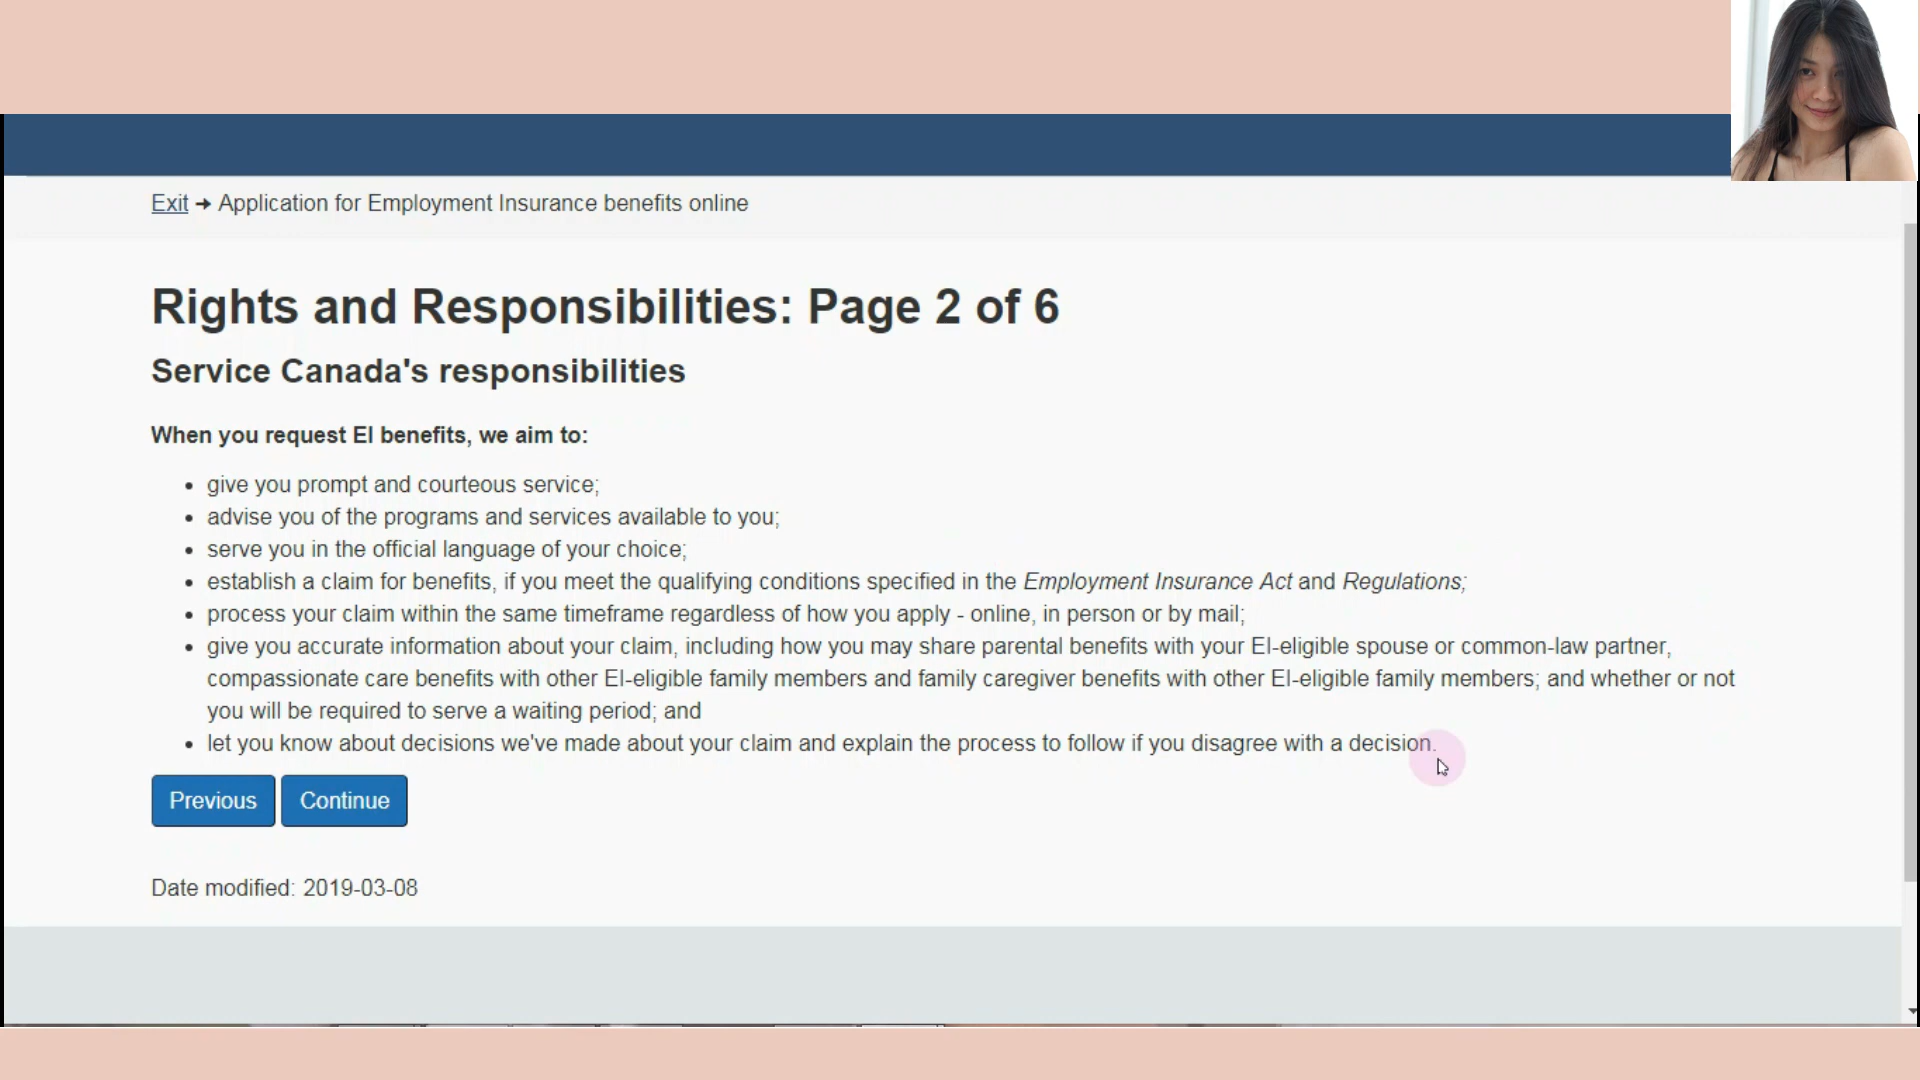 Exit ➔ Application for Employment Insurance benefits online
Rights and Responsibilities: Page 2 of 6
Service Canada's responsibilities
When you request EI benefits, we aim to:
• give you prompt and courteous service;
• advise you of the programs and services available to you;
• serve you in the official language of your choice;
• establish a claim for benefits, if you meet the qualifying conditions specified in the Employment Insurance Act and Regulations;
• process your claim within the same timeframe regardless of how you apply - online, in person or by mail;
• give you accurate information about your claim, including how you may share parental benefits with your EI-eligible spouse or common-law partner,
compassionate care benefits with other EI-eligible family members and family caregiver benefits with other EI-eligible family members; and whether or not
you will be required to serve a waiting period; and
• let you know about decisions we've made about your claim and explain the process to follow if you disagree with a decision.
Previous Continue
Date modified: 2019-03-08